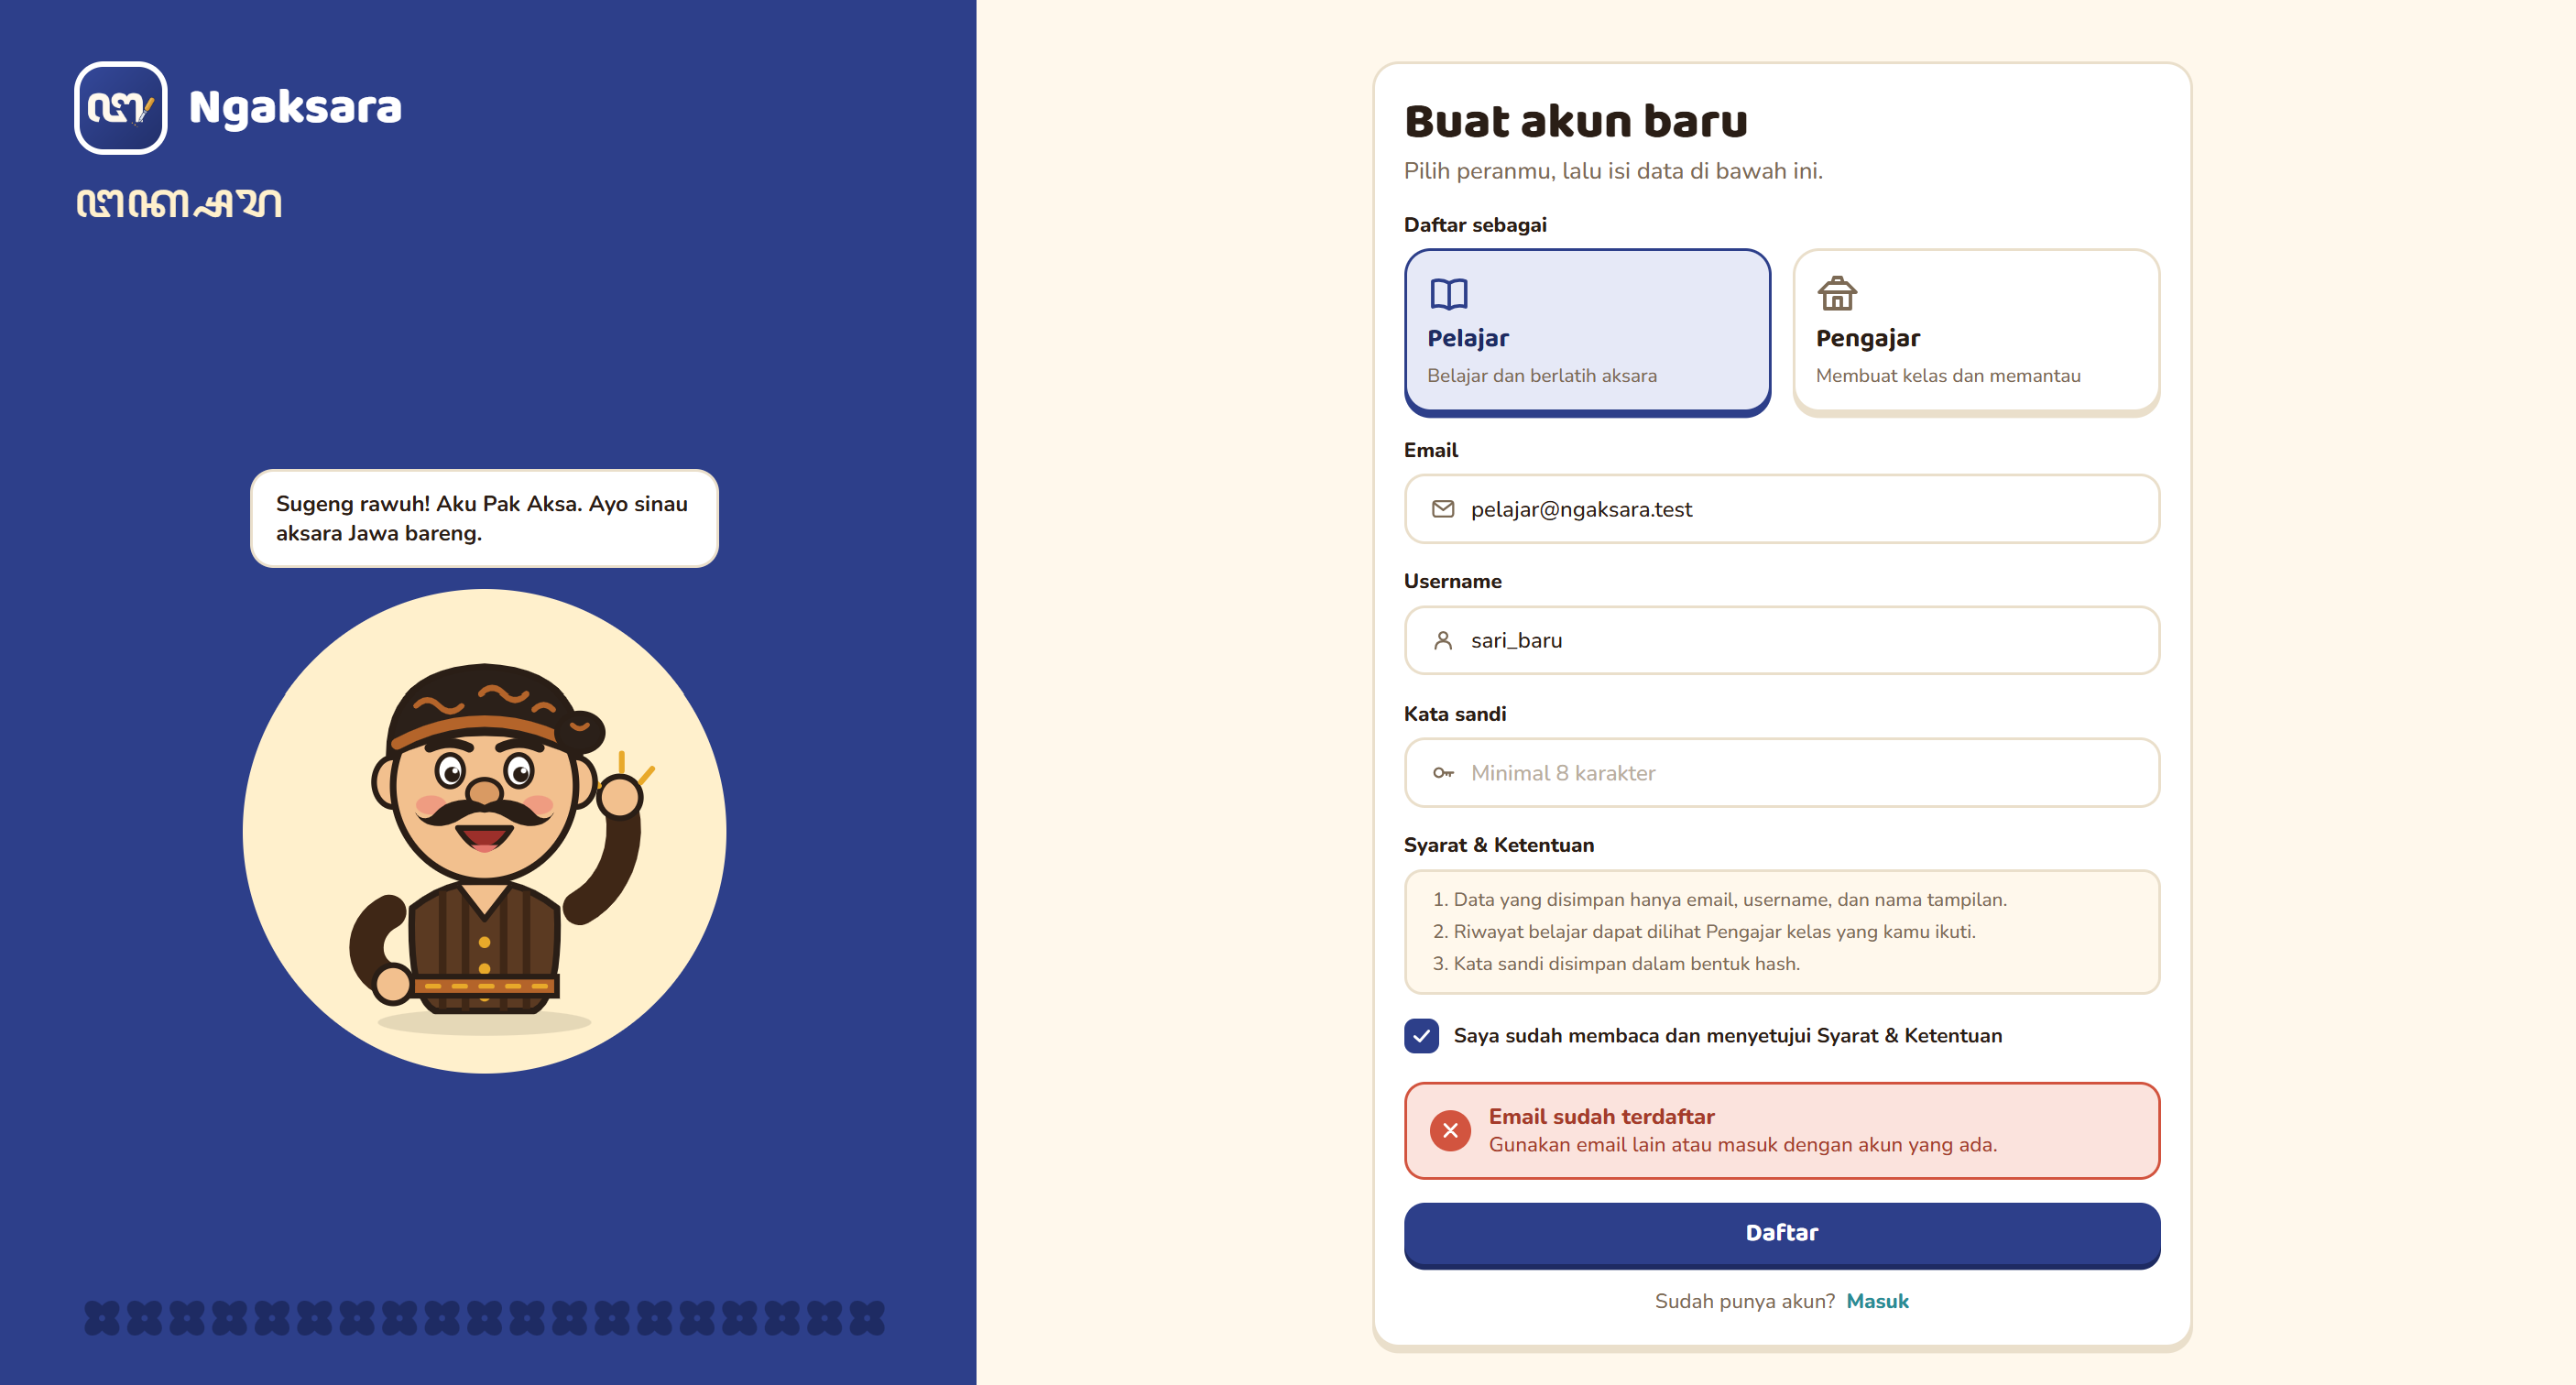 ꦔ
Ngaksara
ꦔꦏ꧀ꦱꦫ
Sugeng rawuh! Aku Pak Aksa. Ayo sinau
aksara Jawa bareng.
Buat akun baru
Pilih peranmu, lalu isi data di bawah ini.
Daftar sebagai
Pelajar
Belajar dan berlatih aksara
Pengajar
Membuat kelas dan memantau
Email
pelajar@ngaksara.test
Username
sari_baru
Kata sandi
Minimal 8 karakter
Syarat & Ketentuan
1. Data yang disimpan hanya email, username, dan nama tampilan.
2. Riwayat belajar dapat dilihat Pengajar kelas yang kamu ikuti.
3. Kata sandi disimpan dalam bentuk hash.
Saya sudah membaca dan menyetujui Syarat & Ketentuan
Email sudah terdaftar
Gunakan email lain atau masuk dengan akun yang ada.
Daftar
Sudah punya akun? Masuk